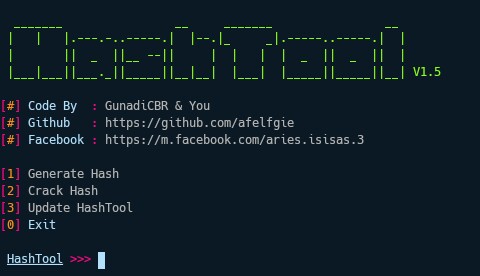 HashTool V1.5
[#] Code By : GunadiCBR & You
[#] Github : https://github.com/afelfgie
[#] Facebook : https://m.facebook.com/aries.isisas.3
[1] Generate Hash
[2] Crack Hash
[3] Update HashTool
[0] Exit
HashTool >>>